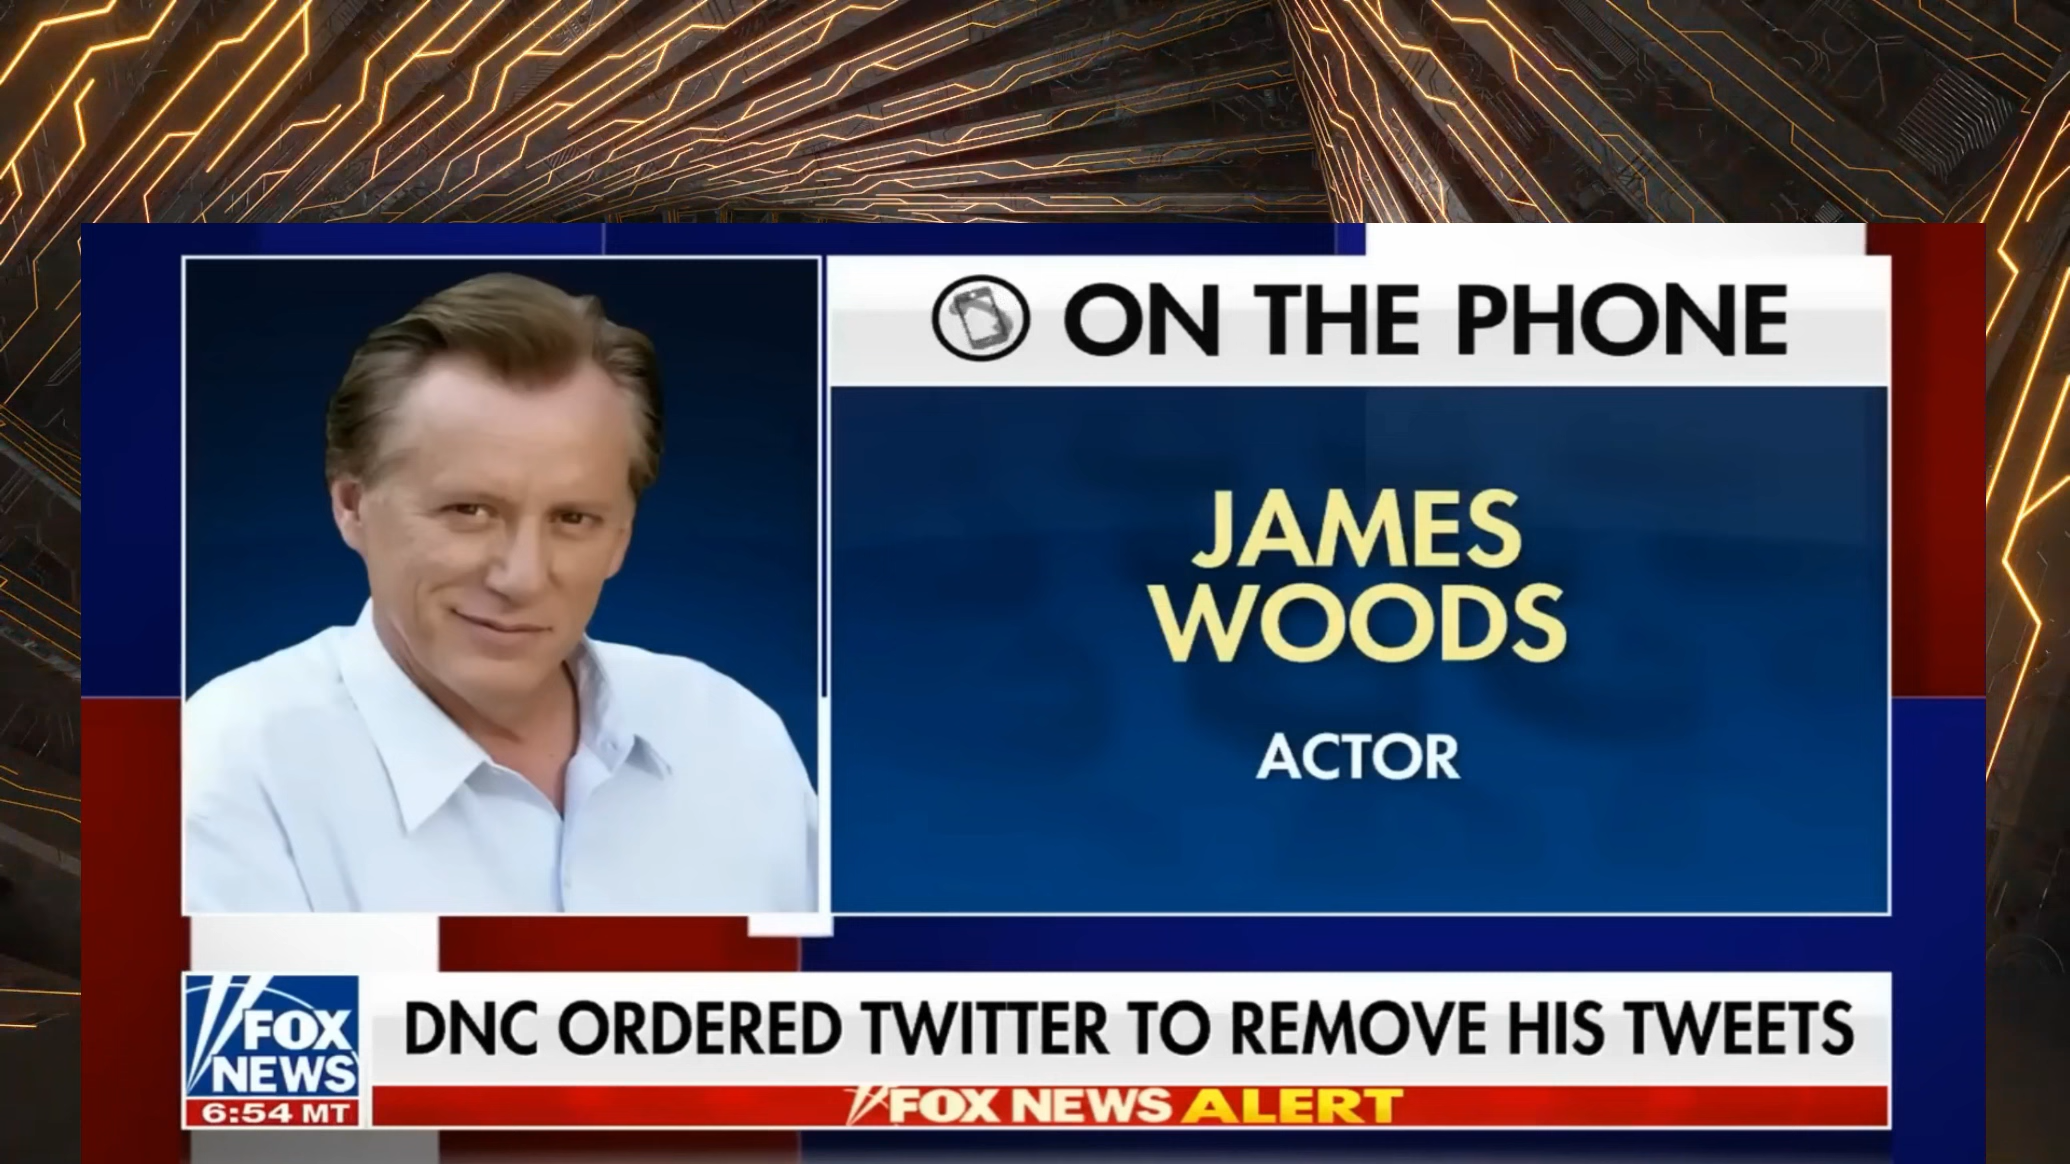 ON THE PHONE
JAMES
WOODS
ACTOR
DNC ORDERED TWITTER TO REMOVE HIS TWEETS
FOX
NEWS
6:54 MT
FOX NEWS ALERT